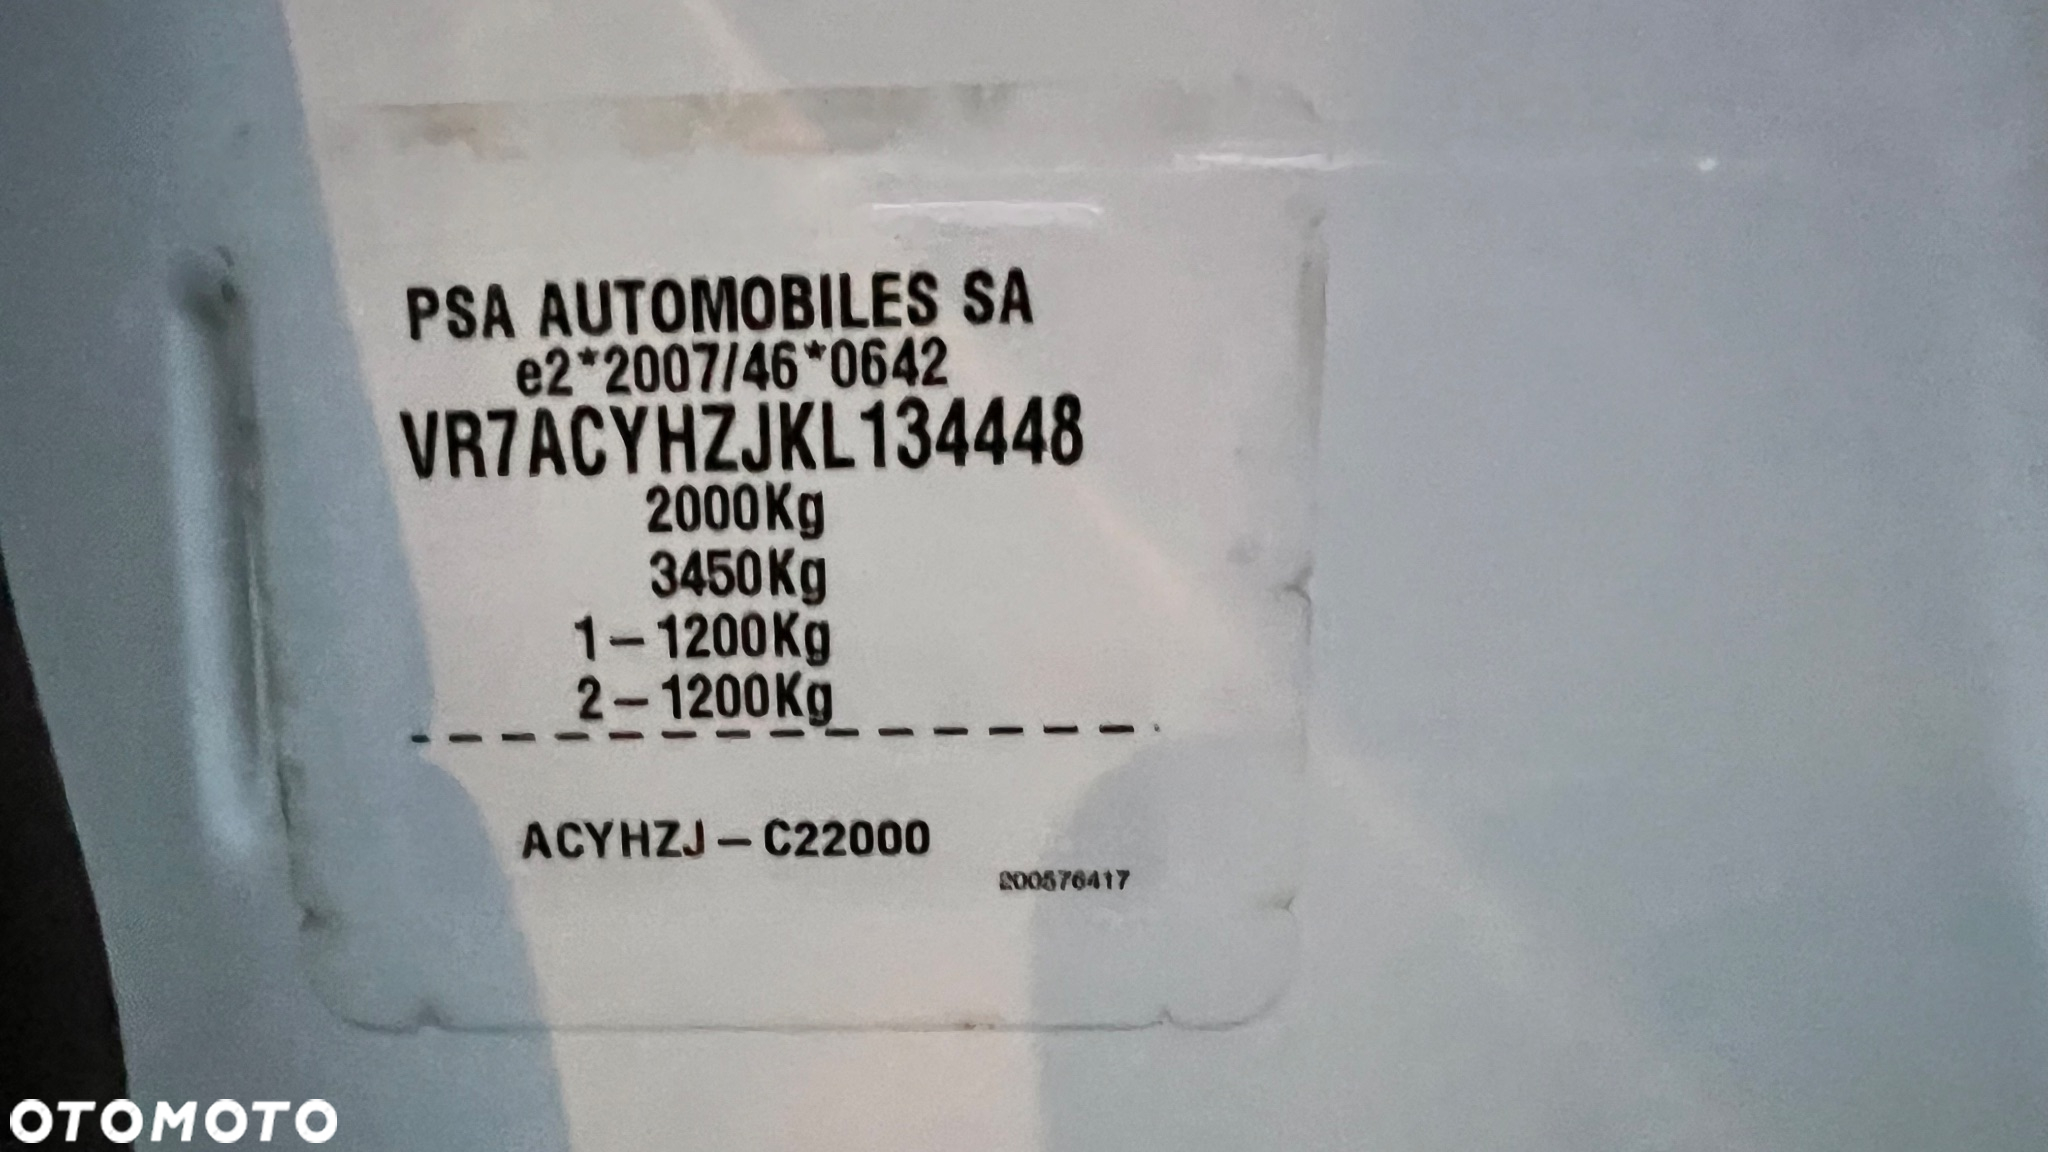 PSA AUTOMOBILES SA
e2*2007/46*0642
VR7ACYHZJKL134448
2000Kg
3450Kg
1-1200Kg
2-1200Kg
ACYHZJ-C22000
200576417
OTOMOTO